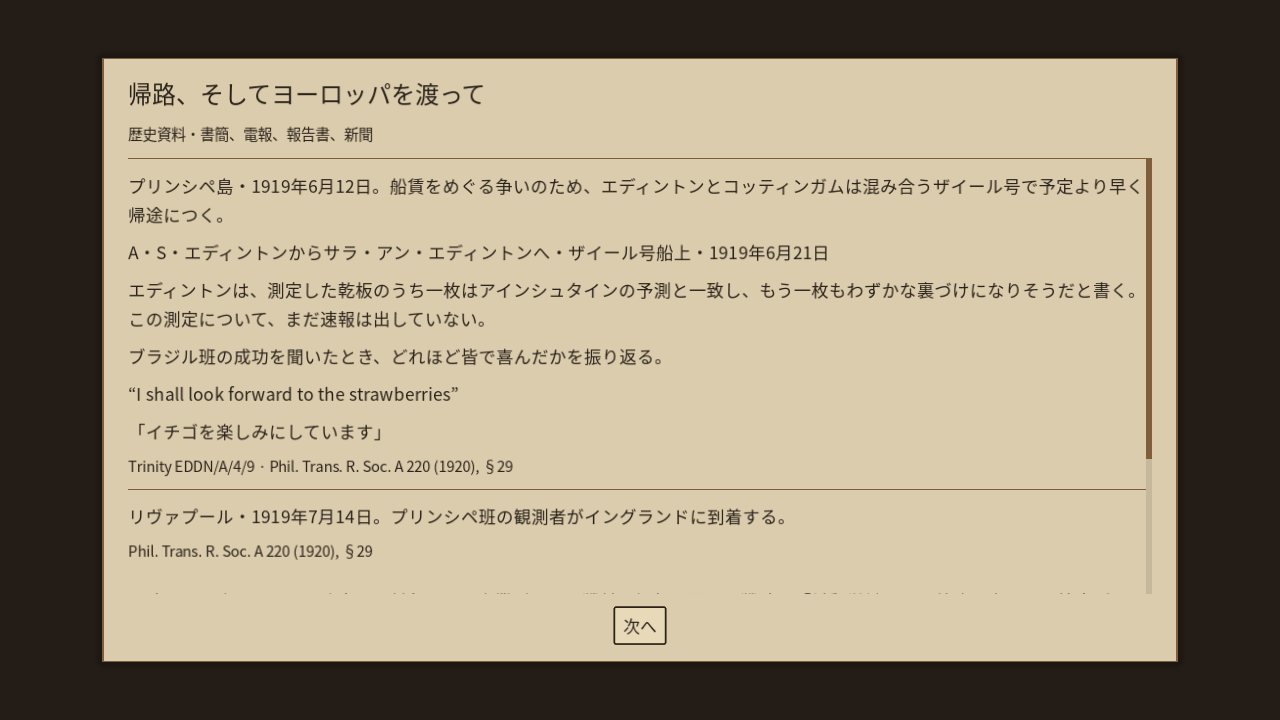 帰路、そしてヨーロッパを渡って
歴史資料・書簡、電報、報告書、新聞
プリンシペ島・1919年6月12日。船賃をめぐる争いのため、エディントンとコッティンガムは混み合うザイール号で予定より早く
帰途につく。
A・S・エディントンからサラ・アン・エディントンへ・ザイール号船上・1919年6月21日
エディントンは、測定した乾板のうち一枚はアインシュタインの予測と一致し、もう一枚もわずかな裏づけになりそうだと書く。
この測定について、まだ速報は出していない。
ブラジル班の成功を聞いたとき、どれほど皆で喜んだかを振り返る。
“I shall look forward to the strawberries”
「イチゴを楽しみにしています」
Trinity EDDN/A/4/9 · Phil. Trans. R. Soc. A 220 (1920), §29
リヴァプール・1919年7月14日。プリンシペ班の観測者がイングランドに到着する。
Phil. Trans. R. Soc. A 220 (1920), §29
次へ